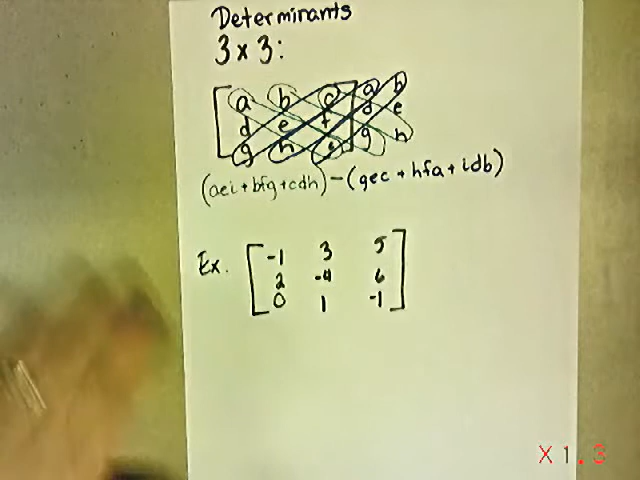 Determinants
3 x 3:
a b c a b
d e f d e
g h i g h
(aei + bfg + cdh) - (gec + hfa + idb)
Ex. -1 3 5
2 -4 6
0 1 -1
X1.3